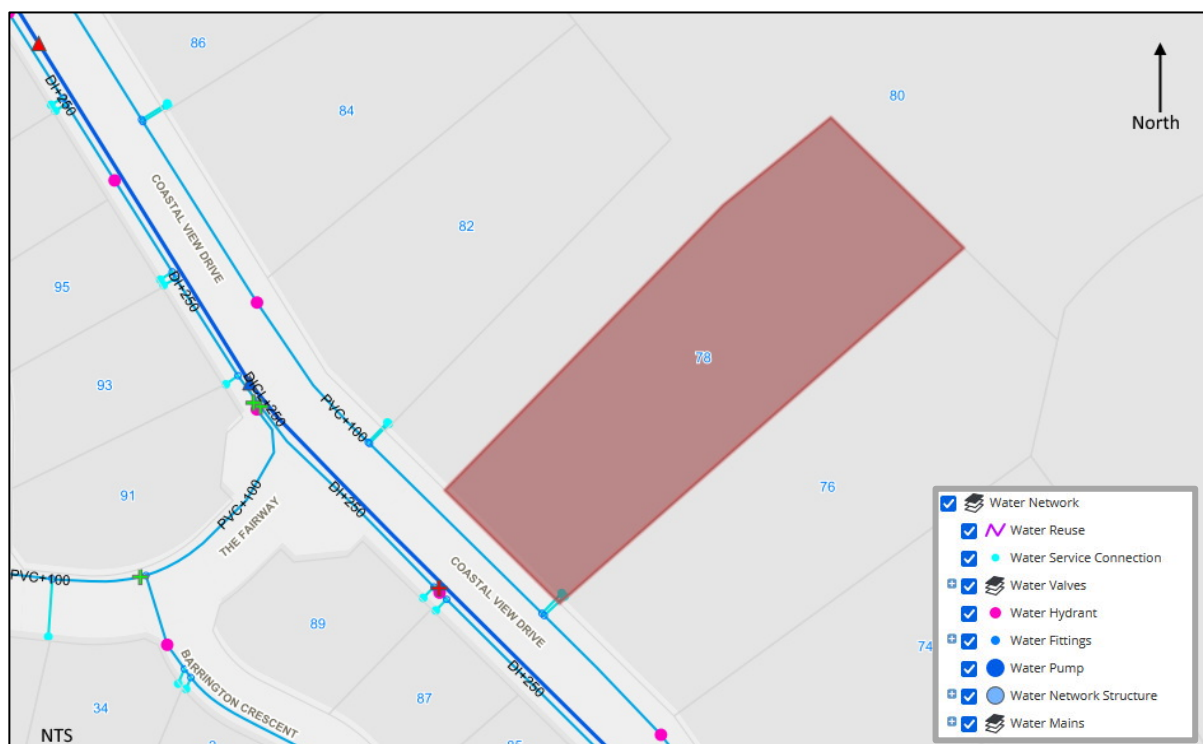 86
80
North
84
DI+250
COASTAL VIEW DRIVE
82
95
DI+250
78
93
DICL+250
PVC+100
91
PVC+100
DI+250
THE FAIRWAY
76
PVC+100
COASTAL VIEW DRIVE
89
74
DI+250
BARRINGTON CRESCENT
87
34
NTS
Water Network
Water Reuse
Water Service Connection
Water Valves
Water Hydrant
Water Fittings
Water Pump
Water Network Structure
Water Mains